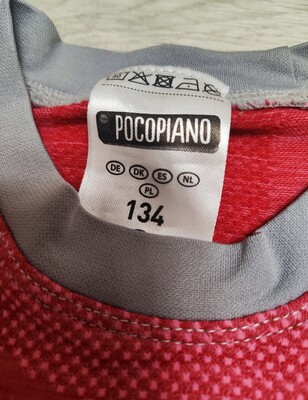 POCOPIANO
DE DK ES NL
PL
134